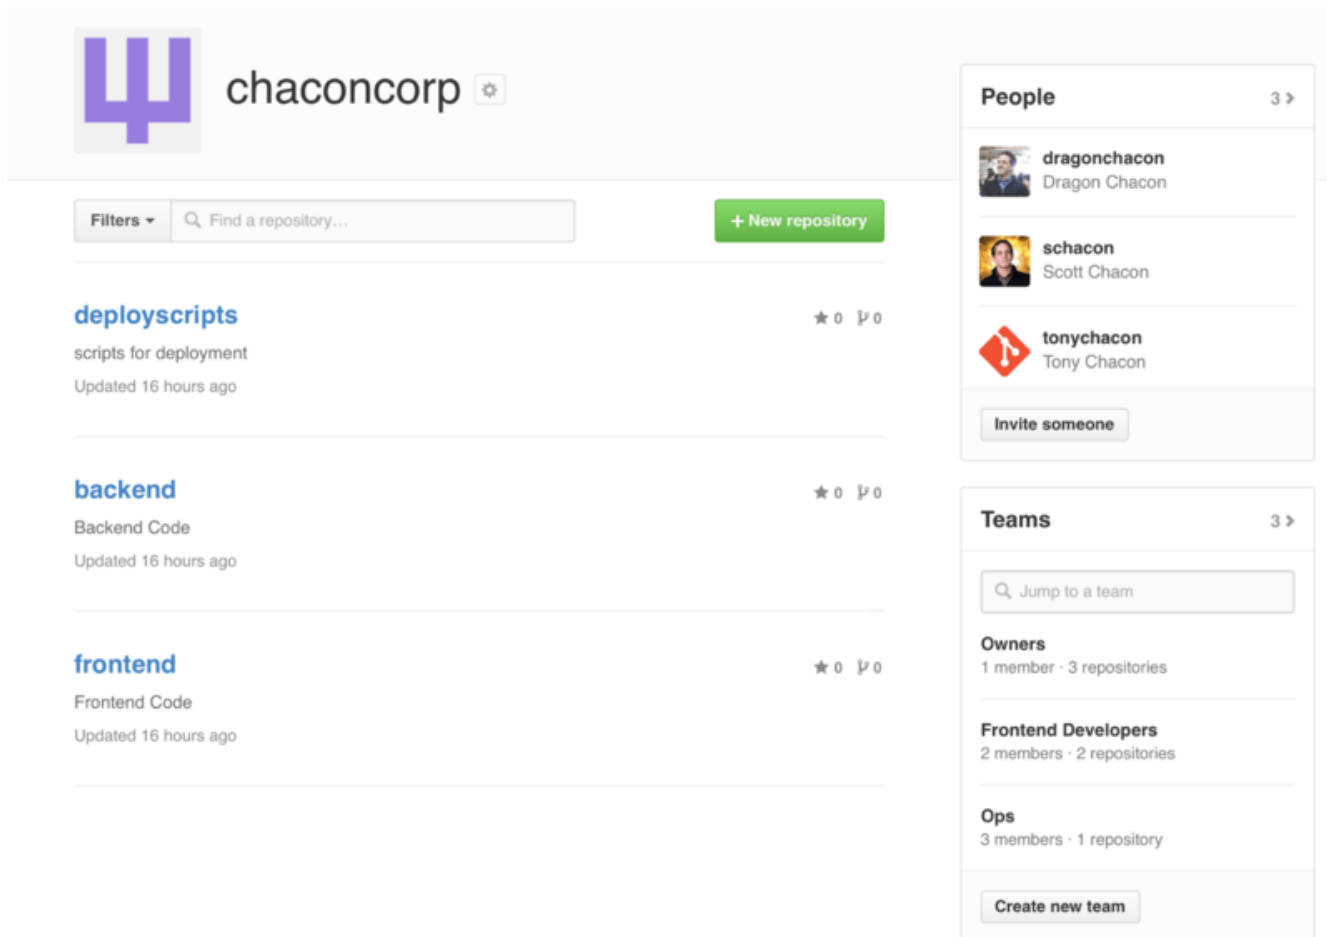 chaconcorp
Filters
Find a repository...
+ New repository
deployscripts
0 0
scripts for deployment
Updated 16 hours ago
backend
0 0
Backend Code
Updated 16 hours ago
frontend
0 0
Frontend Code
Updated 16 hours ago
People 3
dragonchacon
Dragon Chacon
schacon
Scott Chacon
tonychacon
Tony Chacon
Invite someone
Teams 3
Jump to a team
Owners
1 member · 3 repositories
Frontend Developers
2 members · 2 repositories
Ops
3 members · 1 repository
Create new team